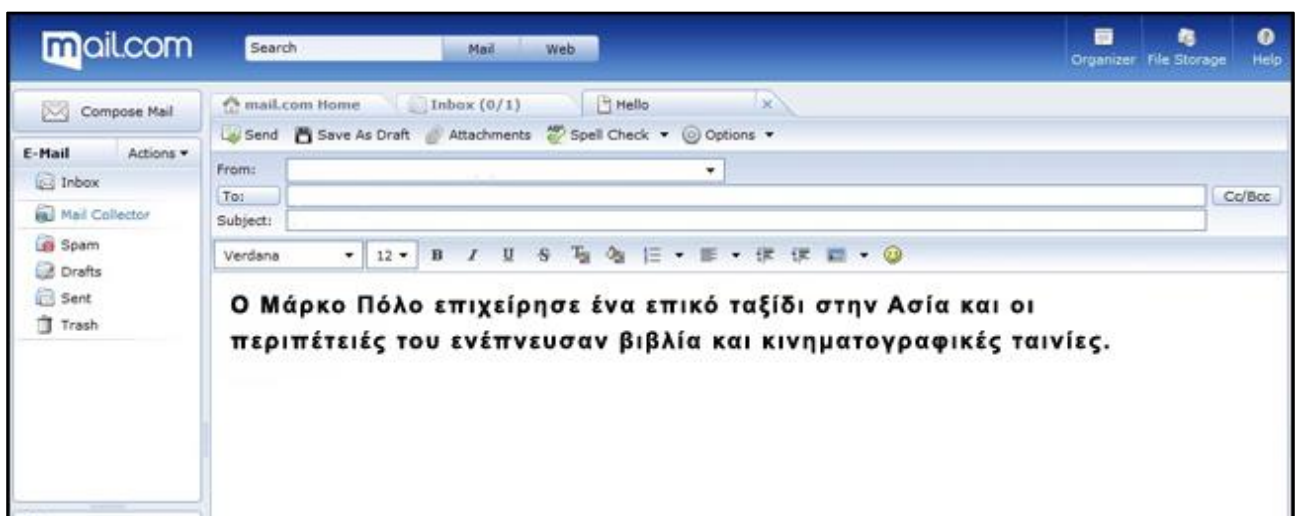 mail.com Search Mail Web Organizer File Storage Help
Compose Mail mail.com Home Inbox (0/1) Hello
Send Save As Draft Attachments Spell Check Options
E-Mail Actions
Inbox
Mail Collector
Spam
Drafts
Sent
Trash
From:
To: Cc/Bcc
Subject:
Verdana 12 B I U S
Ο Μάρκο Πόλο επιχείρησε ένα επικό ταξίδι στην Ασία και οι
περιπέτειές του ενέπνευσαν βιβλία και κινηματογραφικές ταινίες.